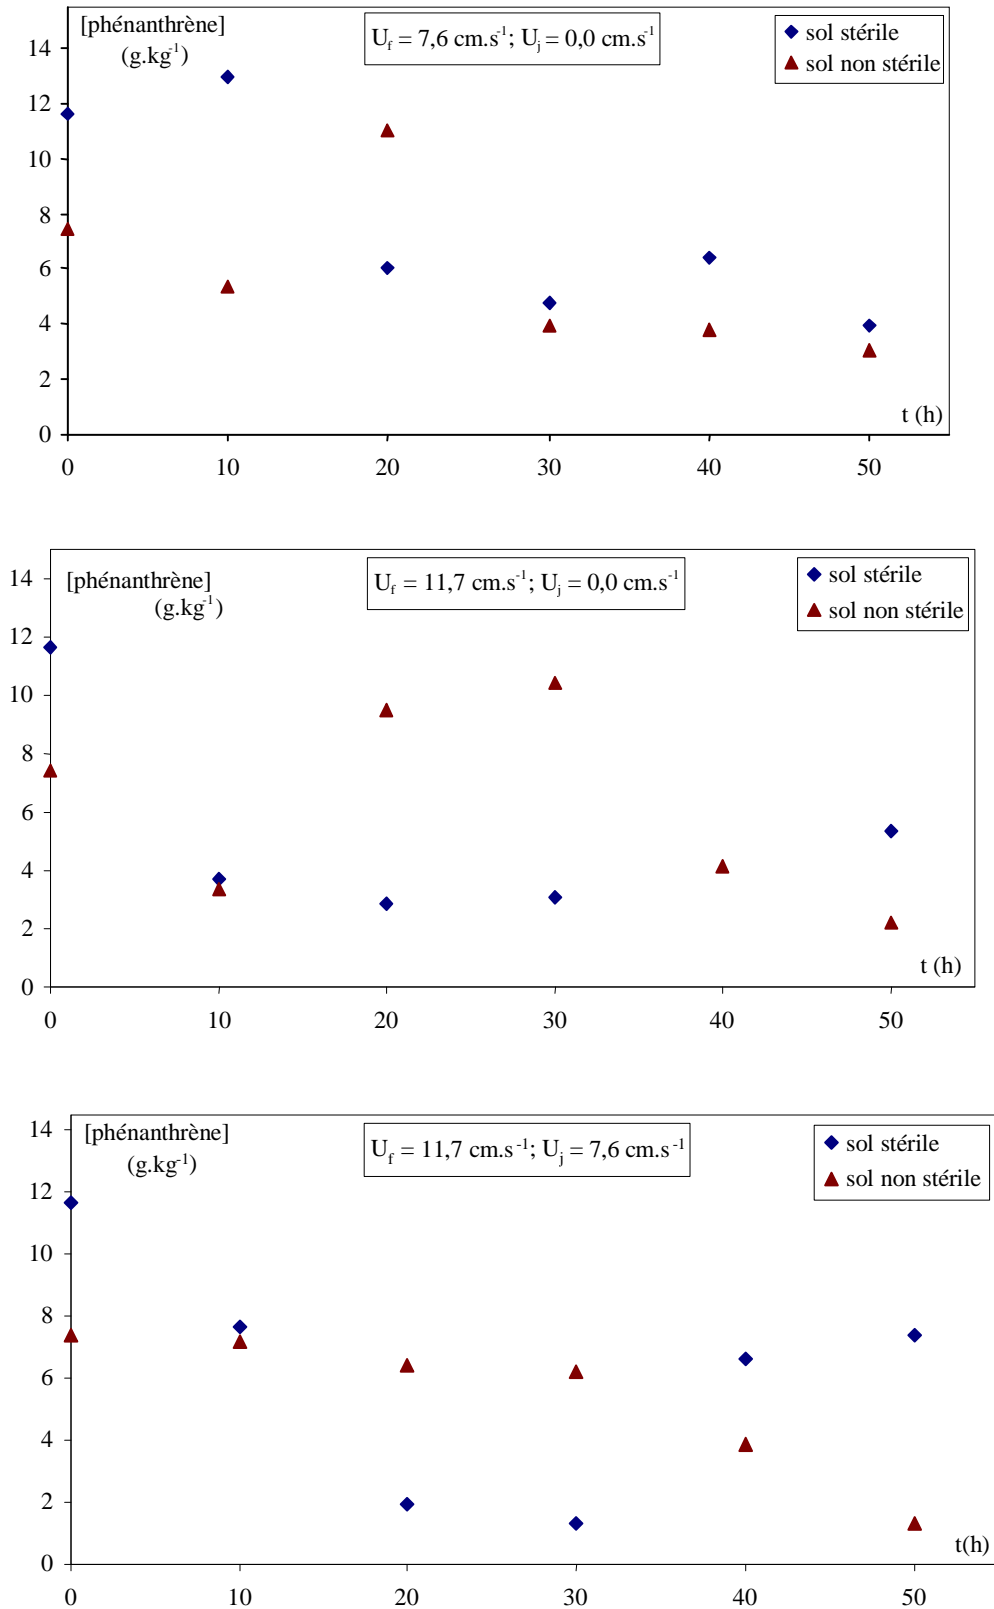 [phénanthrène]
(g.kg-1)
Uf = 7,6 cm.s-1; Uj = 0,0 cm.s-1
sol stérile
sol non stérile
14
12
10
8
6
4
2
0
t (h)
0 10 20 30 40 50
[phénanthrène]
(g.kg-1)
Uf = 11,7 cm.s-1; Uj = 0,0 cm.s-1
sol stérile
sol non stérile
14
12
10
8
6
4
2
0
t (h)
0 10 20 30 40 50
[phénanthrène]
(g.kg-1)
Uf = 11,7 cm.s-1; Uj = 7,6 cm.s-1
sol stérile
sol non stérile
14
12
10
8
6
4
2
0
t(h)
0 10 20 30 40 50